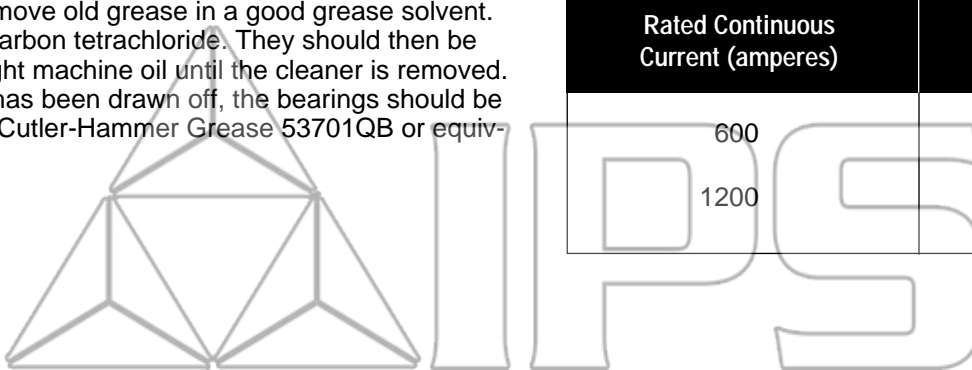 move old grease in a good grease solvent.
arbon tetrachloride. They should then be
ght machine oil until the cleaner is removed.
has been drawn off, the bearings should be
Cutler-Hammer Grease 53701QB or equiv-
Rated Continuous
Current (amperes)
600
1200
IPS